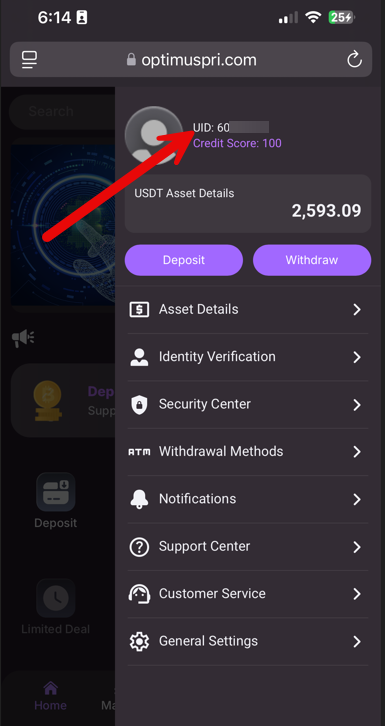 6:14
25
optimuspri.com
Search
UID: 60
Credit Score: 100
USDT Asset Details
2,593.09
Deposit
Withdraw
Asset Details
Identity Verification
Security Center
ATM
Withdrawal Methods
Notifications
Support Center
Customer Service
General Settings
Dep
Supp
Deposit
Limited Deal
Home
Ma